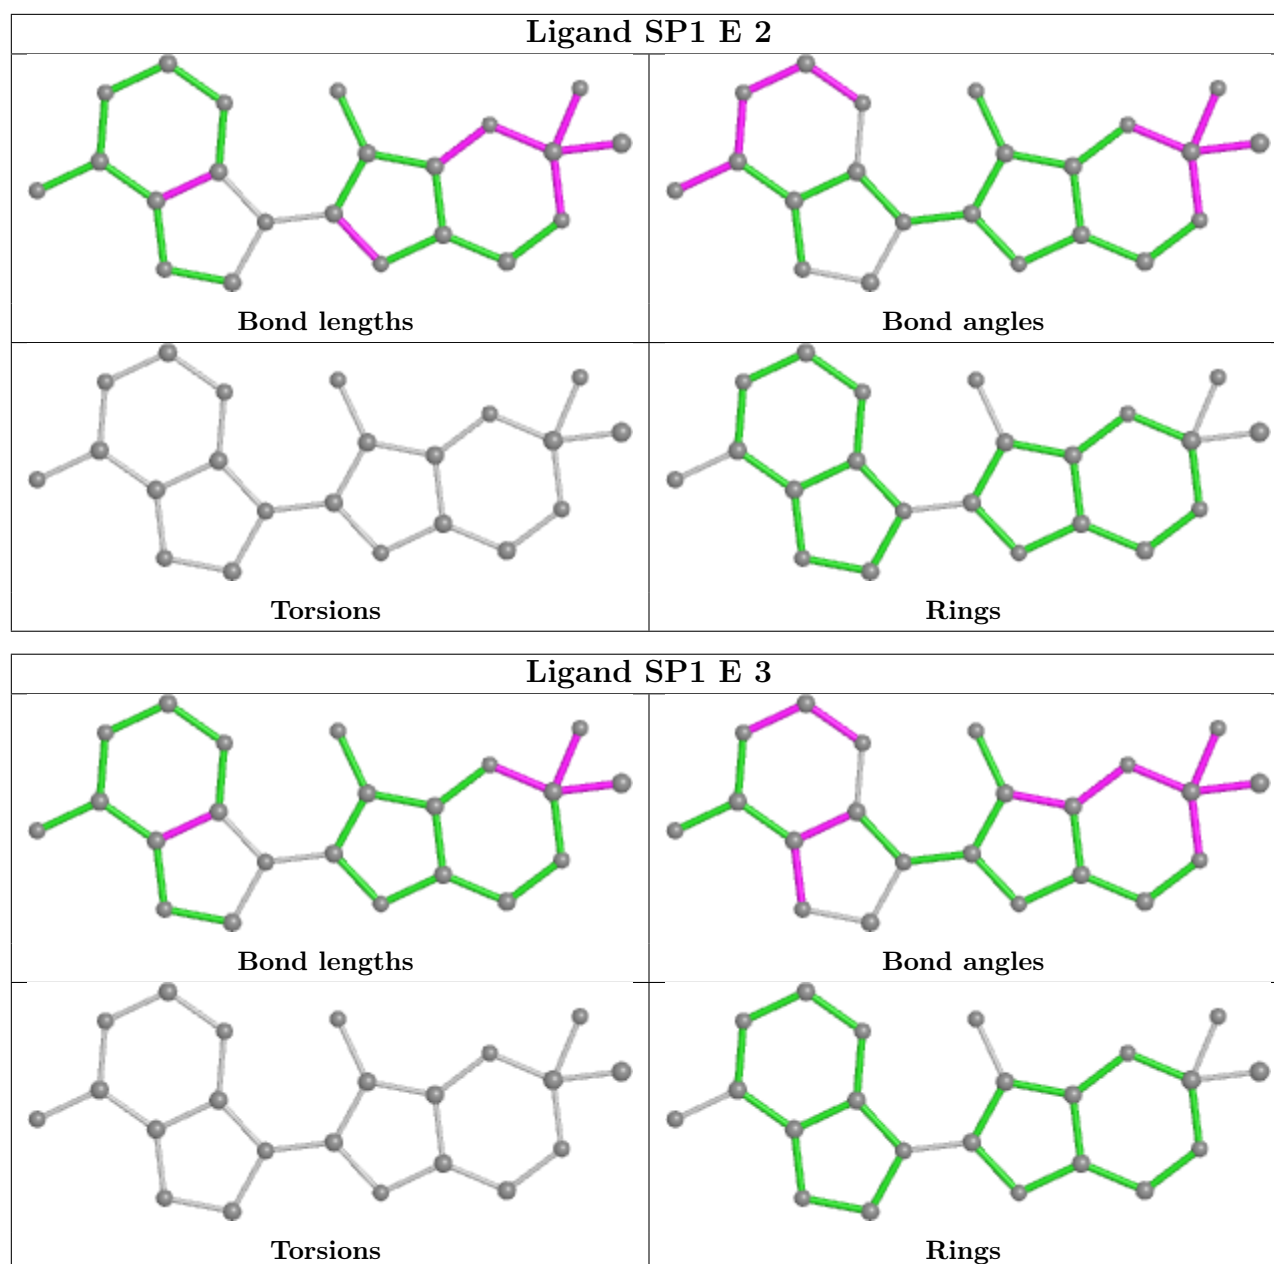 Ligand SP1 E 2
Bond lengths
Bond angles
Torsions
Rings
Ligand SP1 E 3
Bond lengths
Bond angles
Torsions
Rings